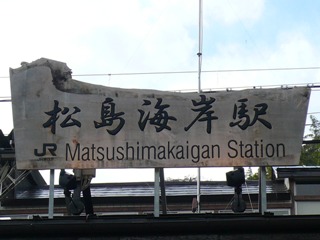 松島海岸駅
JR Matsushimakaigan Station